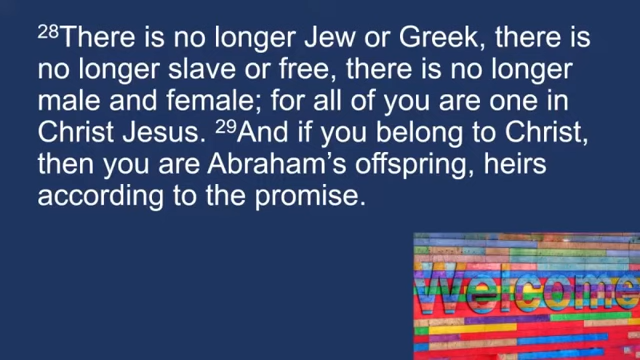 ²⁸There is no longer Jew or Greek, there is
no longer slave or free, there is no longer
male and female; for all of you are one in
Christ Jesus. ²⁹And if you belong to Christ,
then you are Abraham’s offspring, heirs
according to the promise.
Welcome